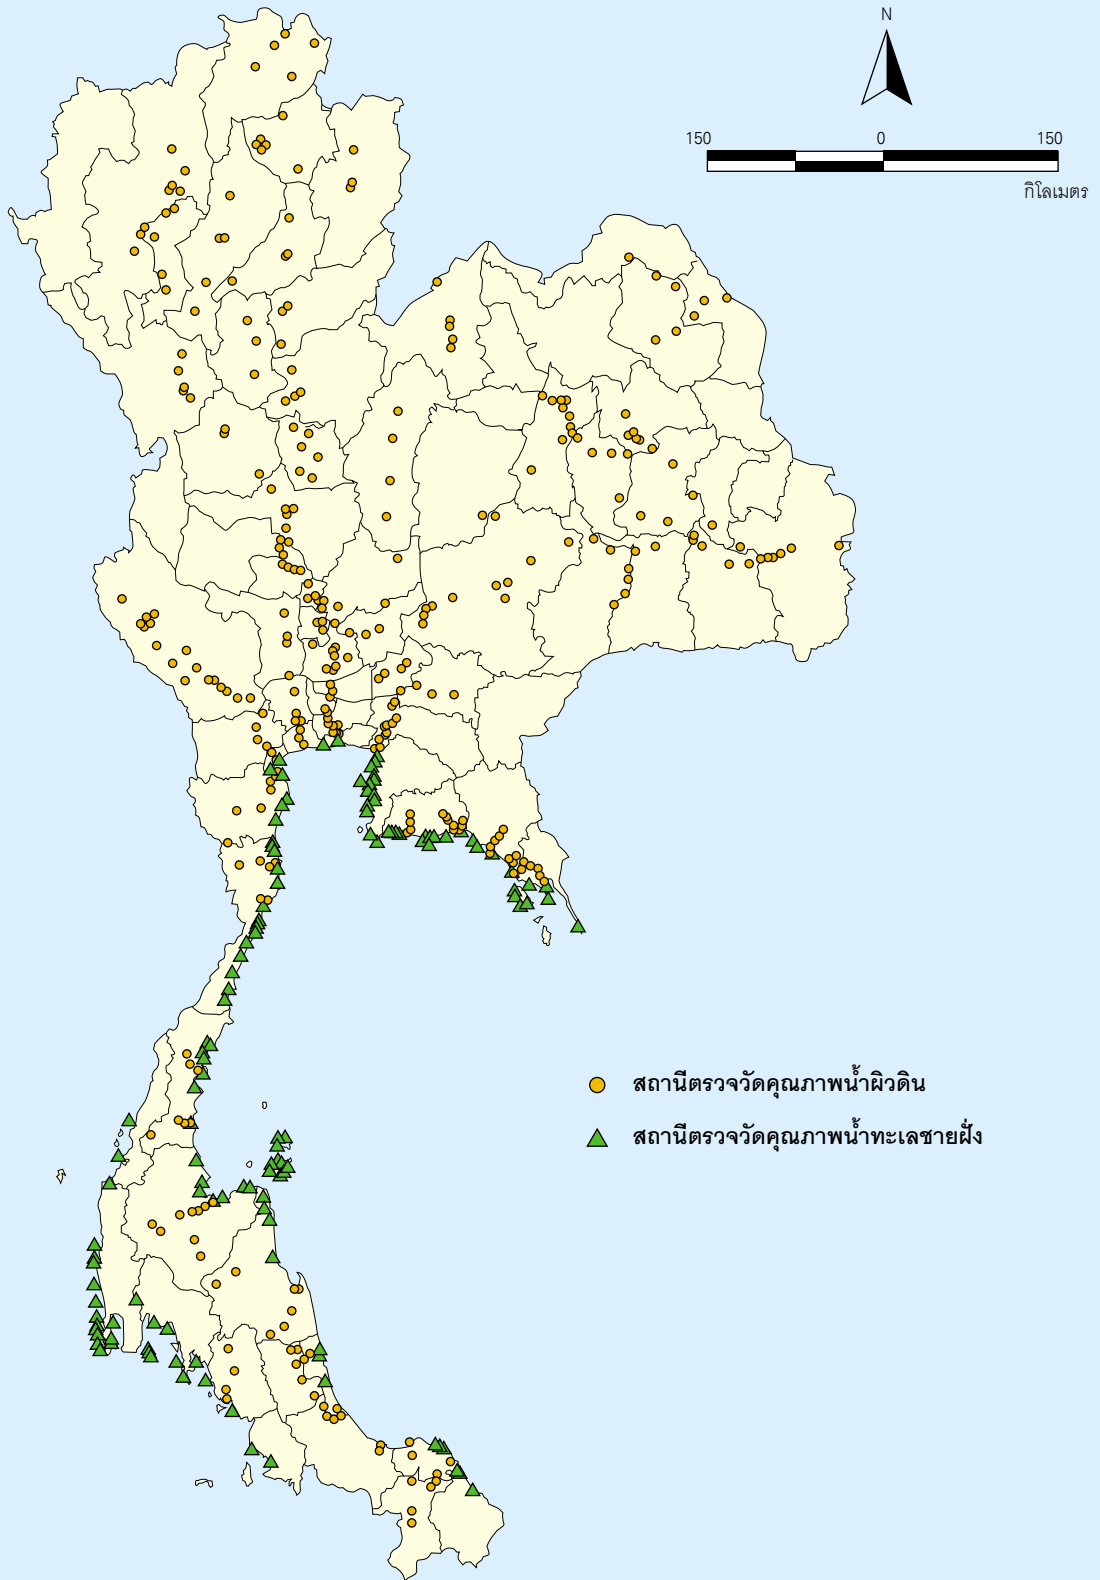 N
150 0 150
กิโลเมตร
สถานีตรวจวัดคุณภาพน้ำผิวดิน
สถานีตรวจวัดคุณภาพน้ำทะเลชายฝั่ง